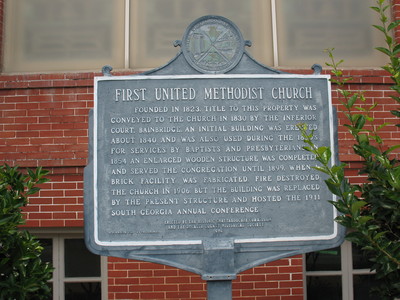 FIRST UNITED METHODIST CHURCH
FOUNDED IN 1823. TITLE TO THIS PROPERTY WAS
CONVEYED TO THE CHURCH IN 1830 BY THE INFERIOR
COURT, BAINBRIDGE. AN INITIAL BUILDING WAS ERECTED
ABOUT 1840 AND WAS ALSO USED DURING THE
FOR SERVICES BY BAPTISTS AND PRESBYTERIANS. IN
1854 AN ENLARGED WOODEN STRUCTURE WAS COMPLETED
AND SERVED THE CONGREGATION UNTIL 1899 WHEN A
BRICK FACILITY WAS FABRICATED. FIRE DESTROYED
THE CHURCH IN 1906, BUT THE BUILDING WAS REPLACED
BY THE PRESENT STRUCTURE AND HOSTED THE 1911
SOUTH GEORGIA ANNUAL CONFERENCE.